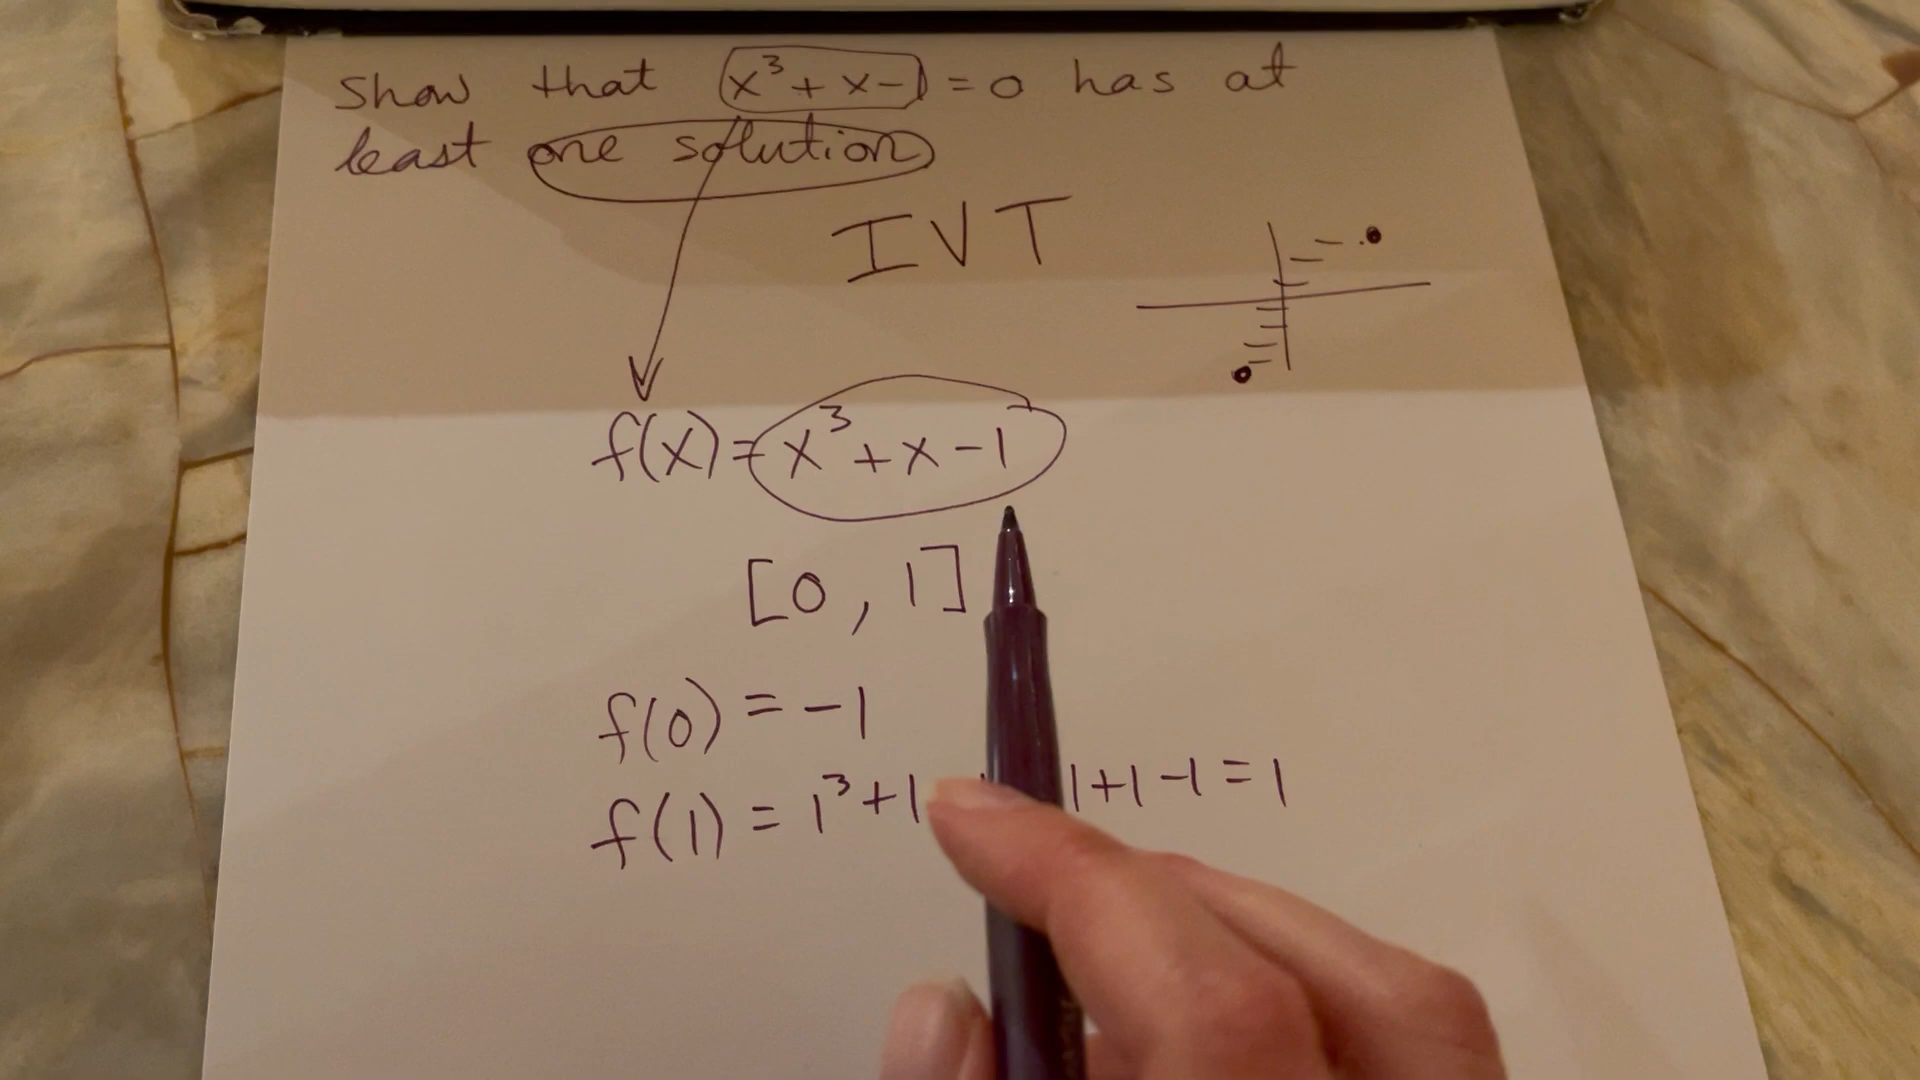 Show that x³ + x - 1 = 0 has at
least one solution
IVT
f(x) = x³ + x - 1
[0, 1]
f(0) = -1
f(1) = 1³ + 1 1 + 1 - 1 = 1